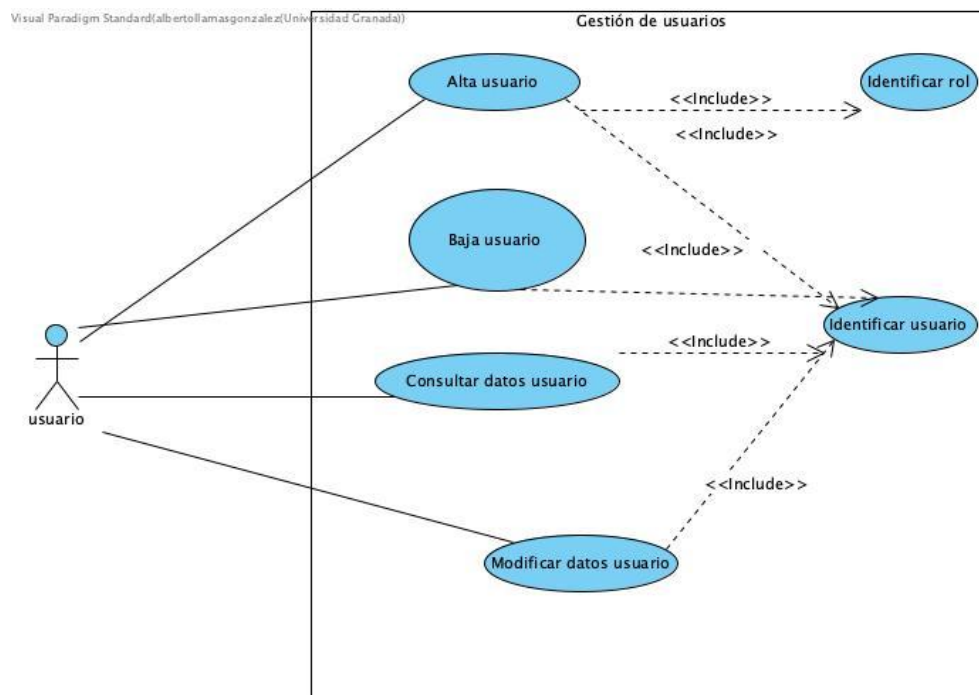 Visual Paradigm Standard(albertollamasgonzalez(Universidad Granada))
Gestión de usuarios
Alta usuario
Identificar rol
<<Include>>
<<Include>>
Baja usuario
<<Include>>
Identificar usuario
<<Include>>
Consultar datos usuario
usuario
<<Include>>
Modificar datos usuario